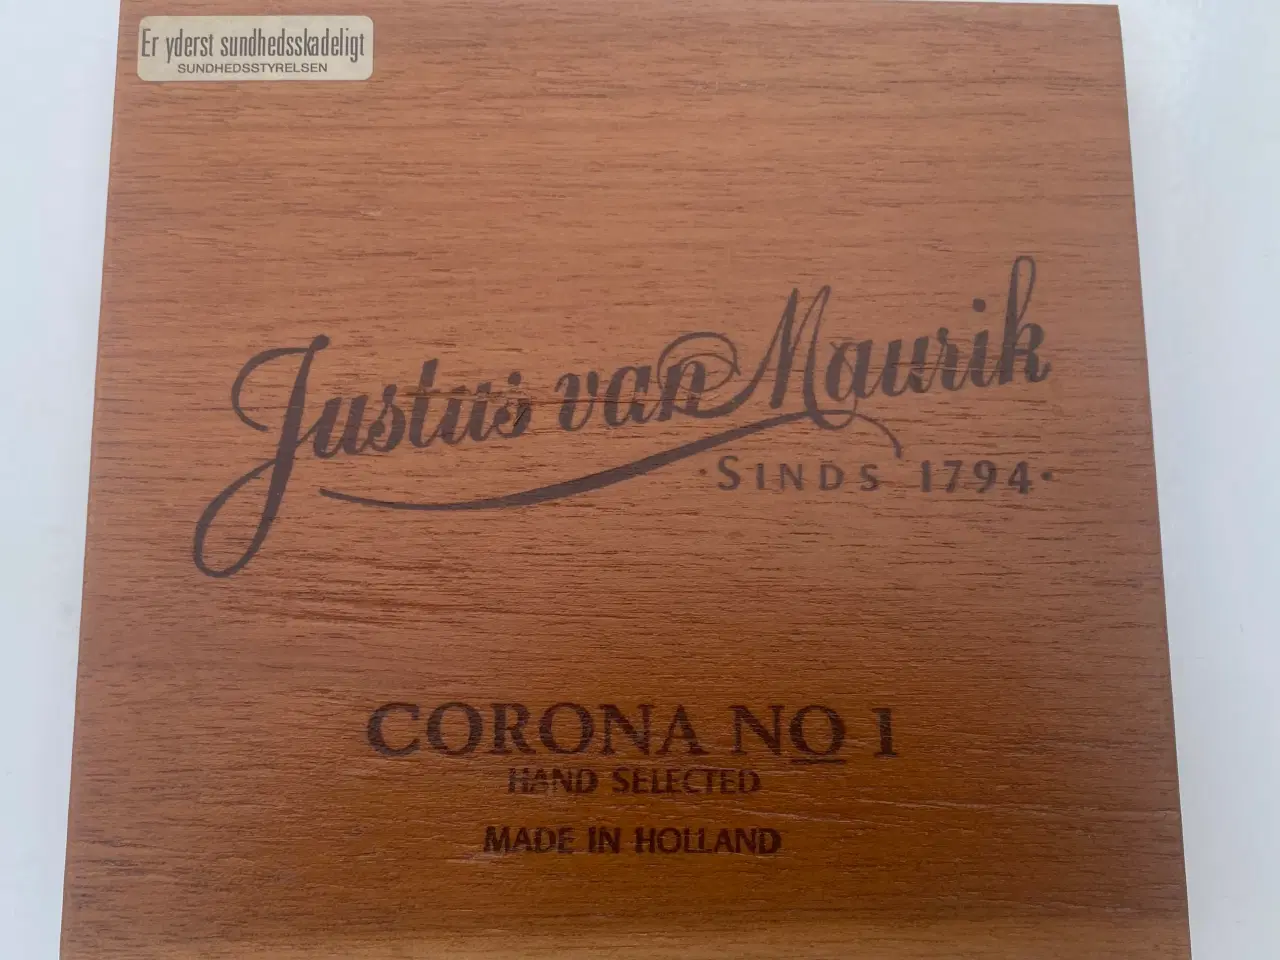 Er yderst sundhedsskadeligt
SUNDHEDSSTYRELSEN
Justus van Maurik
·SINDS 1794·
CORONA NO 1
HAND SELECTED
MADE IN HOLLAND